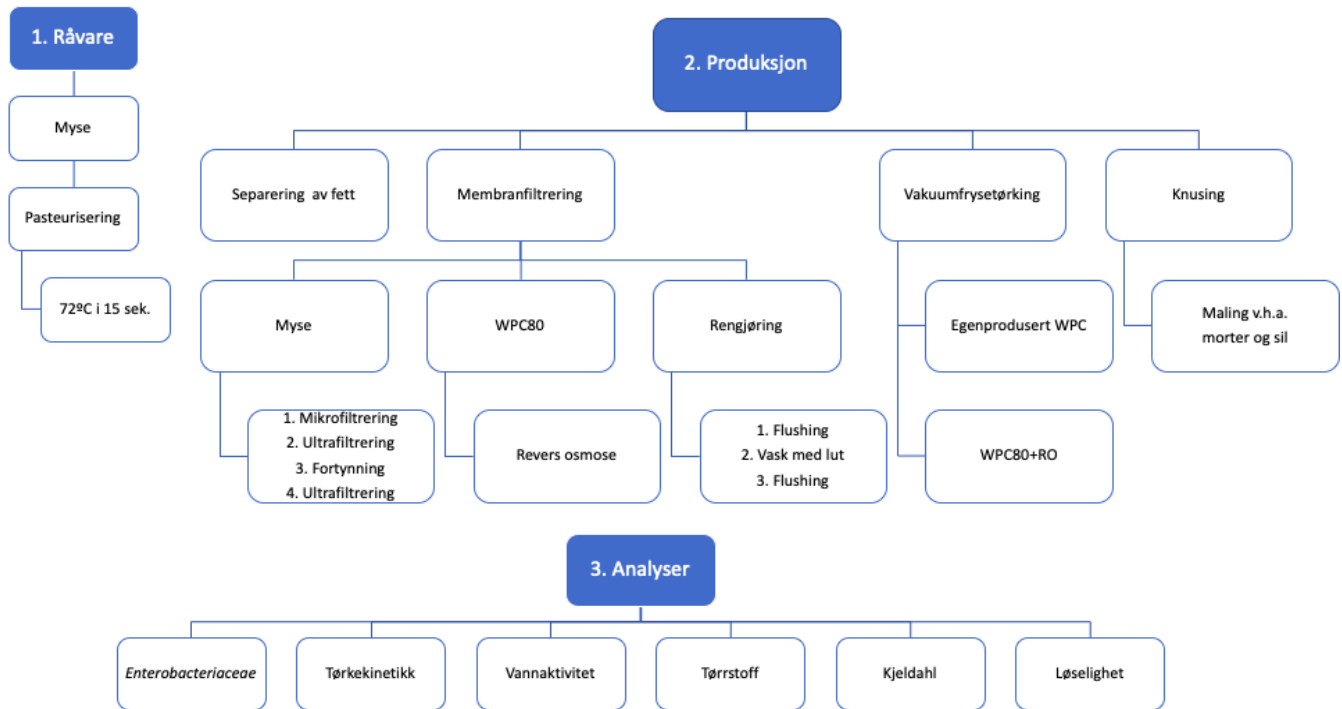 1. Råvare
Myse
Pasteurisering
72ºC i 15 sek.
2. Produksjon
Separering av fett
Membranfiltrering
Vakuumfrysetørking
Knusing
Myse
WPC80
Rengjøring
Egenprodusert WPC
Maling v.h.a.
morter og sil
1. Mikrofiltrering
2. Ultrafiltrering
3. Fortynning
4. Ultrafiltrering
Revers osmose
1. Flushing
2. Vask med lut
3. Flushing
WPC80+RO
3. Analyser
Enterobacteriaceae
Tørkekinetikk
Vannaktivitet
Tørrstoff
Kjeldahl
Løselighet